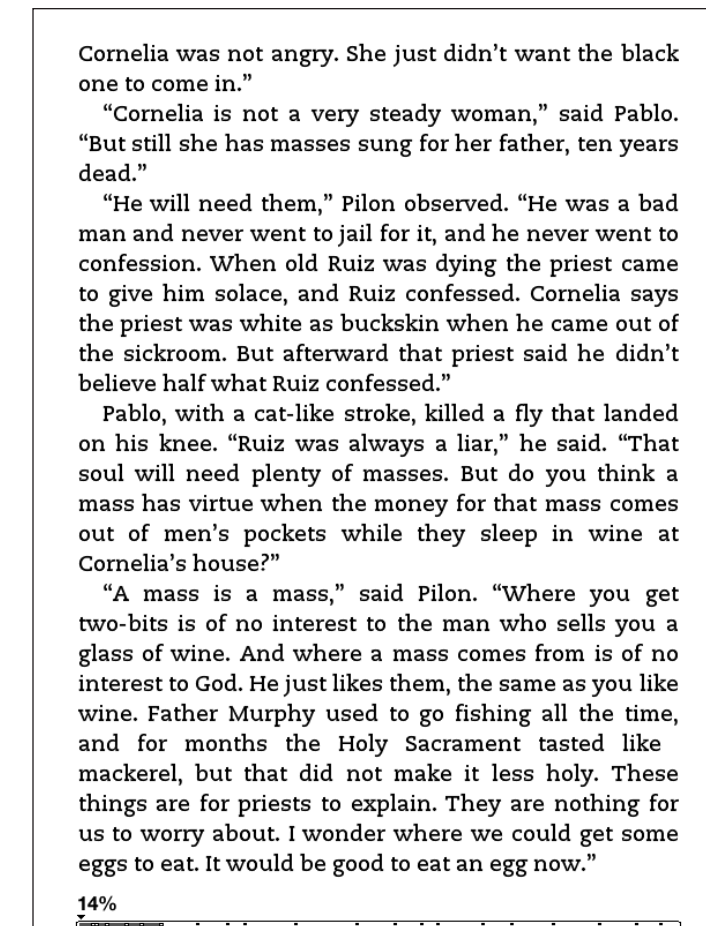 Cornelia was not angry. She just didn’t want the black
one to come in.”
“Cornelia is not a very steady woman,” said Pablo.
“But still she has masses sung for her father, ten years
dead.”
“He will need them,” Pilon observed. “He was a bad
man and never went to jail for it, and he never went to
confession. When old Ruiz was dying the priest came
to give him solace, and Ruiz confessed. Cornelia says
the priest was white as buckskin when he came out of
the sickroom. But afterward that priest said he didn’t
believe half what Ruiz confessed.”
Pablo, with a cat-like stroke, killed a fly that landed
on his knee. “Ruiz was always a liar,” he said. “That
soul will need plenty of masses. But do you think a
mass has virtue when the money for that mass comes
out of men’s pockets while they sleep in wine at
Cornelia’s house?”
“A mass is a mass,” said Pilon. “Where you get
two-bits is of no interest to the man who sells you a
glass of wine. And where a mass comes from is of no
interest to God. He just likes them, the same as you like
wine. Father Murphy used to go fishing all the time,
and for months the Holy Sacrament tasted like
mackerel, but that did not make it less holy. These
things are for priests to explain. They are nothing for
us to worry about. I wonder where we could get some
eggs to eat. It would be good to eat an egg now.”
14%